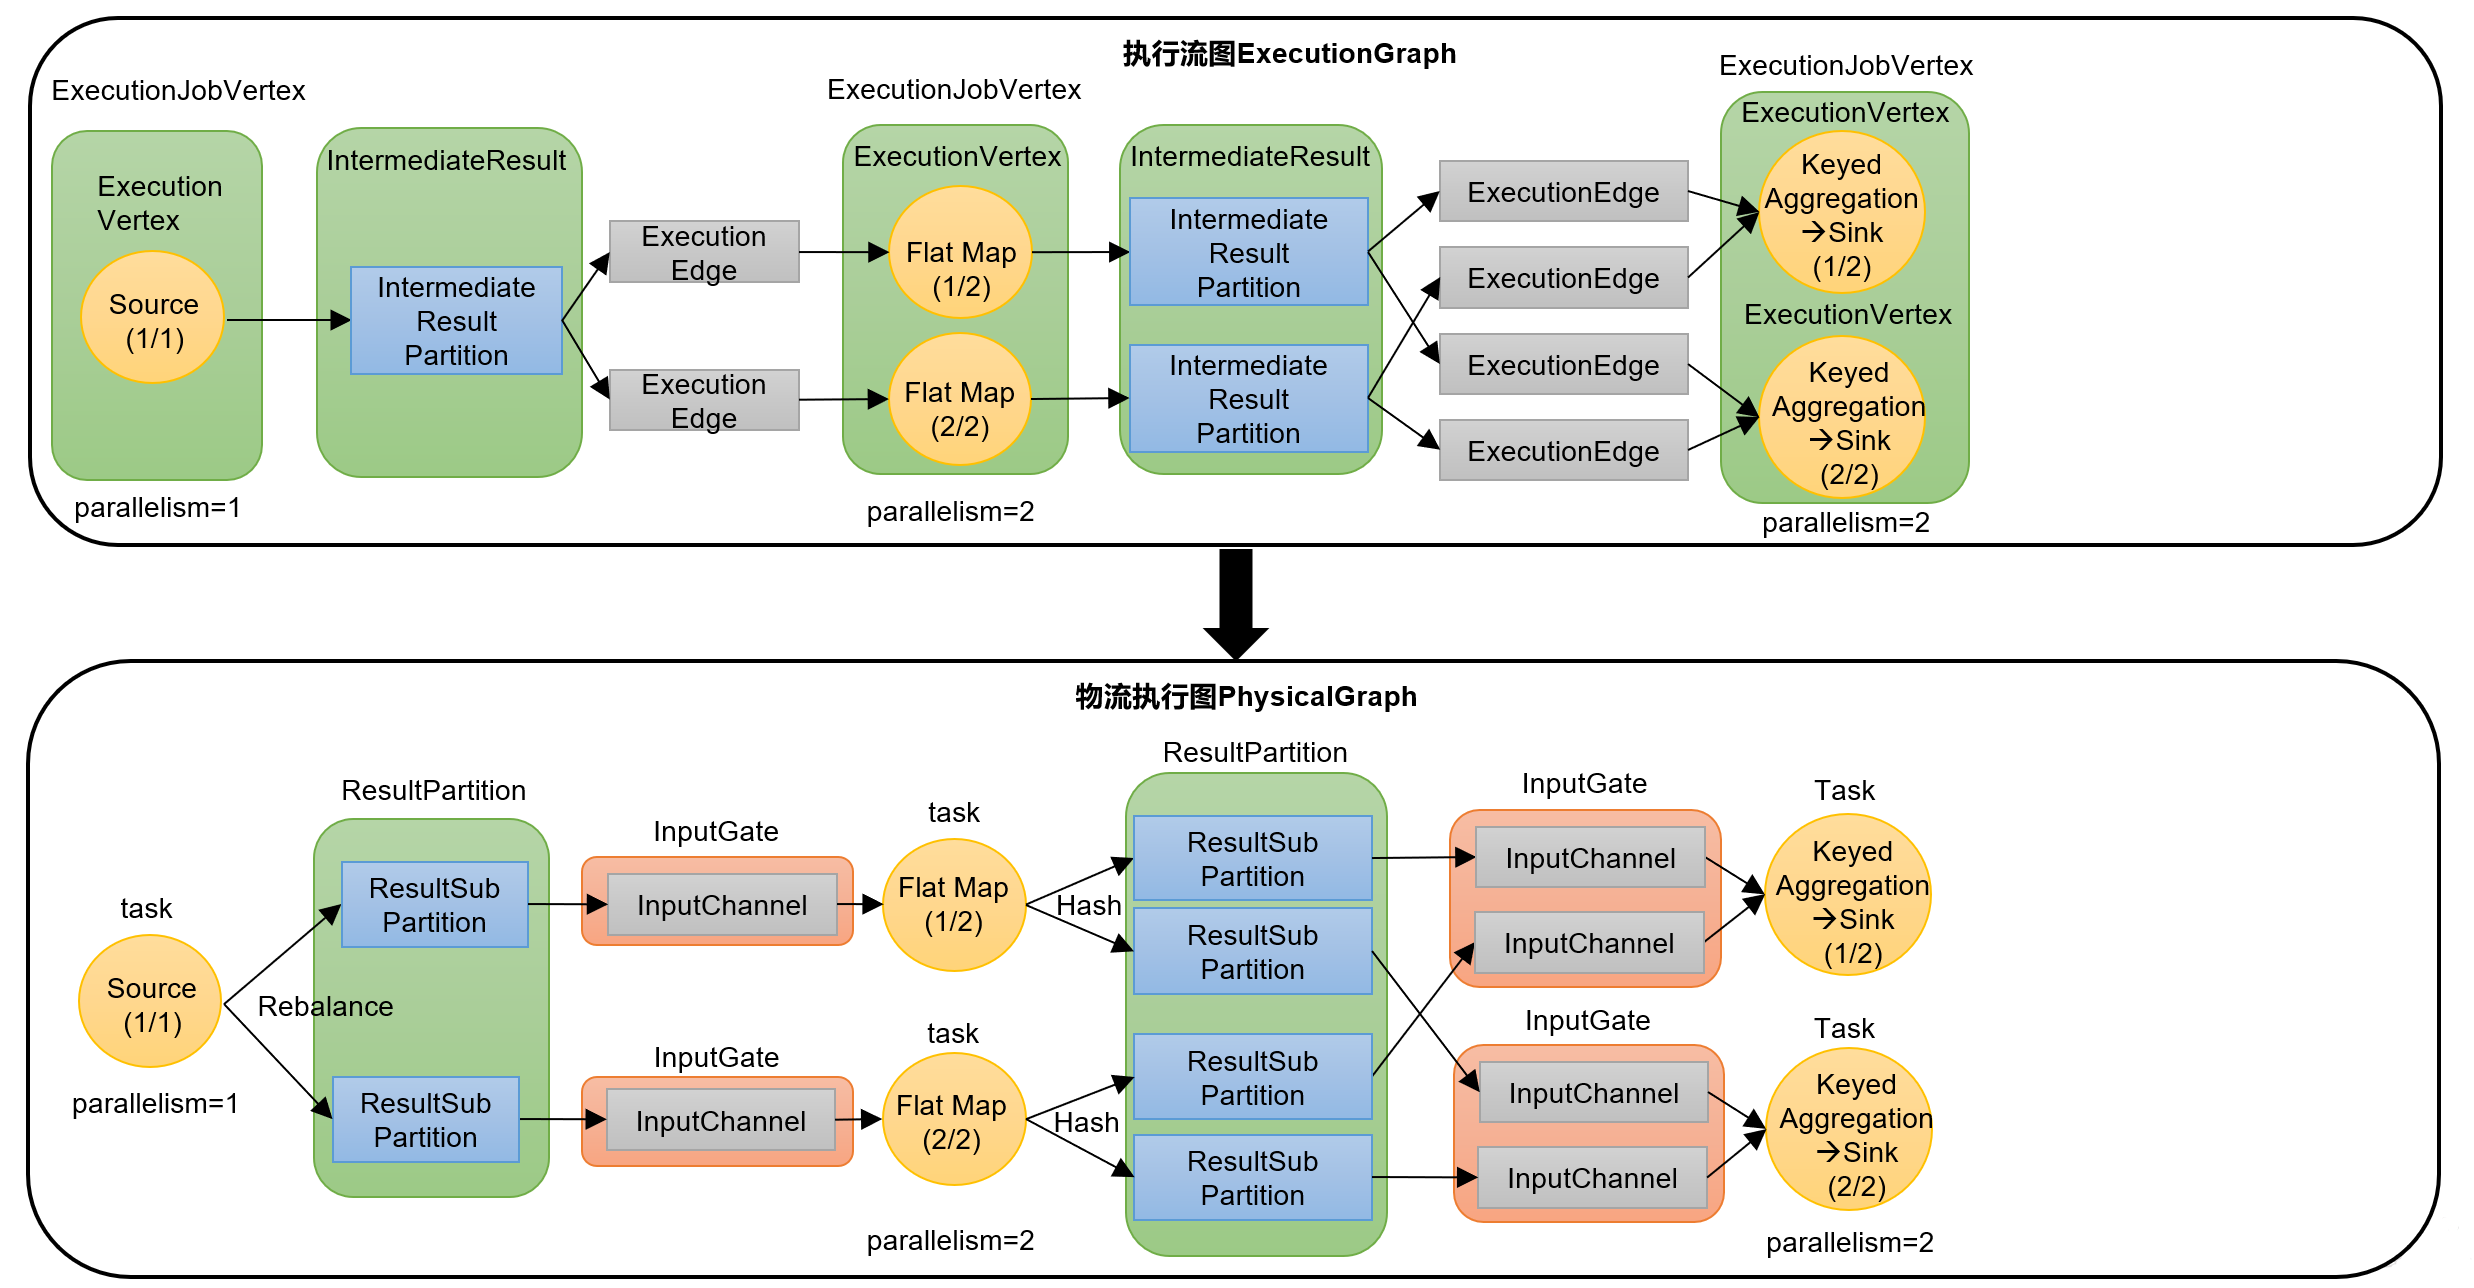 执行流图ExecutionGraph
ExecutionJobVertex
Execution
Vertex
Source
(1/1)
parallelism=1
IntermediateResult
Intermediate
Result
Partition
Execution
Edge
Execution
Edge
ExecutionJobVertex
ExecutionVertex
Flat Map
(1/2)
Flat Map
(2/2)
parallelism=2
IntermediateResult
Intermediate
Result
Partition
Intermediate
Result
Partition
ExecutionEdge
ExecutionEdge
ExecutionEdge
ExecutionEdge
ExecutionJobVertex
ExecutionVertex
Keyed
Aggregation
→Sink
(1/2)
ExecutionVertex
Keyed
Aggregation
→Sink
(2/2)
parallelism=2
物流执行图PhysicalGraph
task
Source
(1/1)
parallelism=1
Rebalance
ResultPartition
ResultSub
Partition
ResultSub
Partition
InputGate
InputChannel
InputGate
InputChannel
task
Flat Map
(1/2)
task
Flat Map
(2/2)
parallelism=2
Hash
Hash
ResultPartition
ResultSub
Partition
ResultSub
Partition
ResultSub
Partition
ResultSub
Partition
InputGate
InputChannel
InputChannel
InputGate
InputChannel
InputChannel
Task
Keyed
Aggregation
→Sink
(1/2)
Task
Keyed
Aggregation
→Sink
(2/2)
parallelism=2